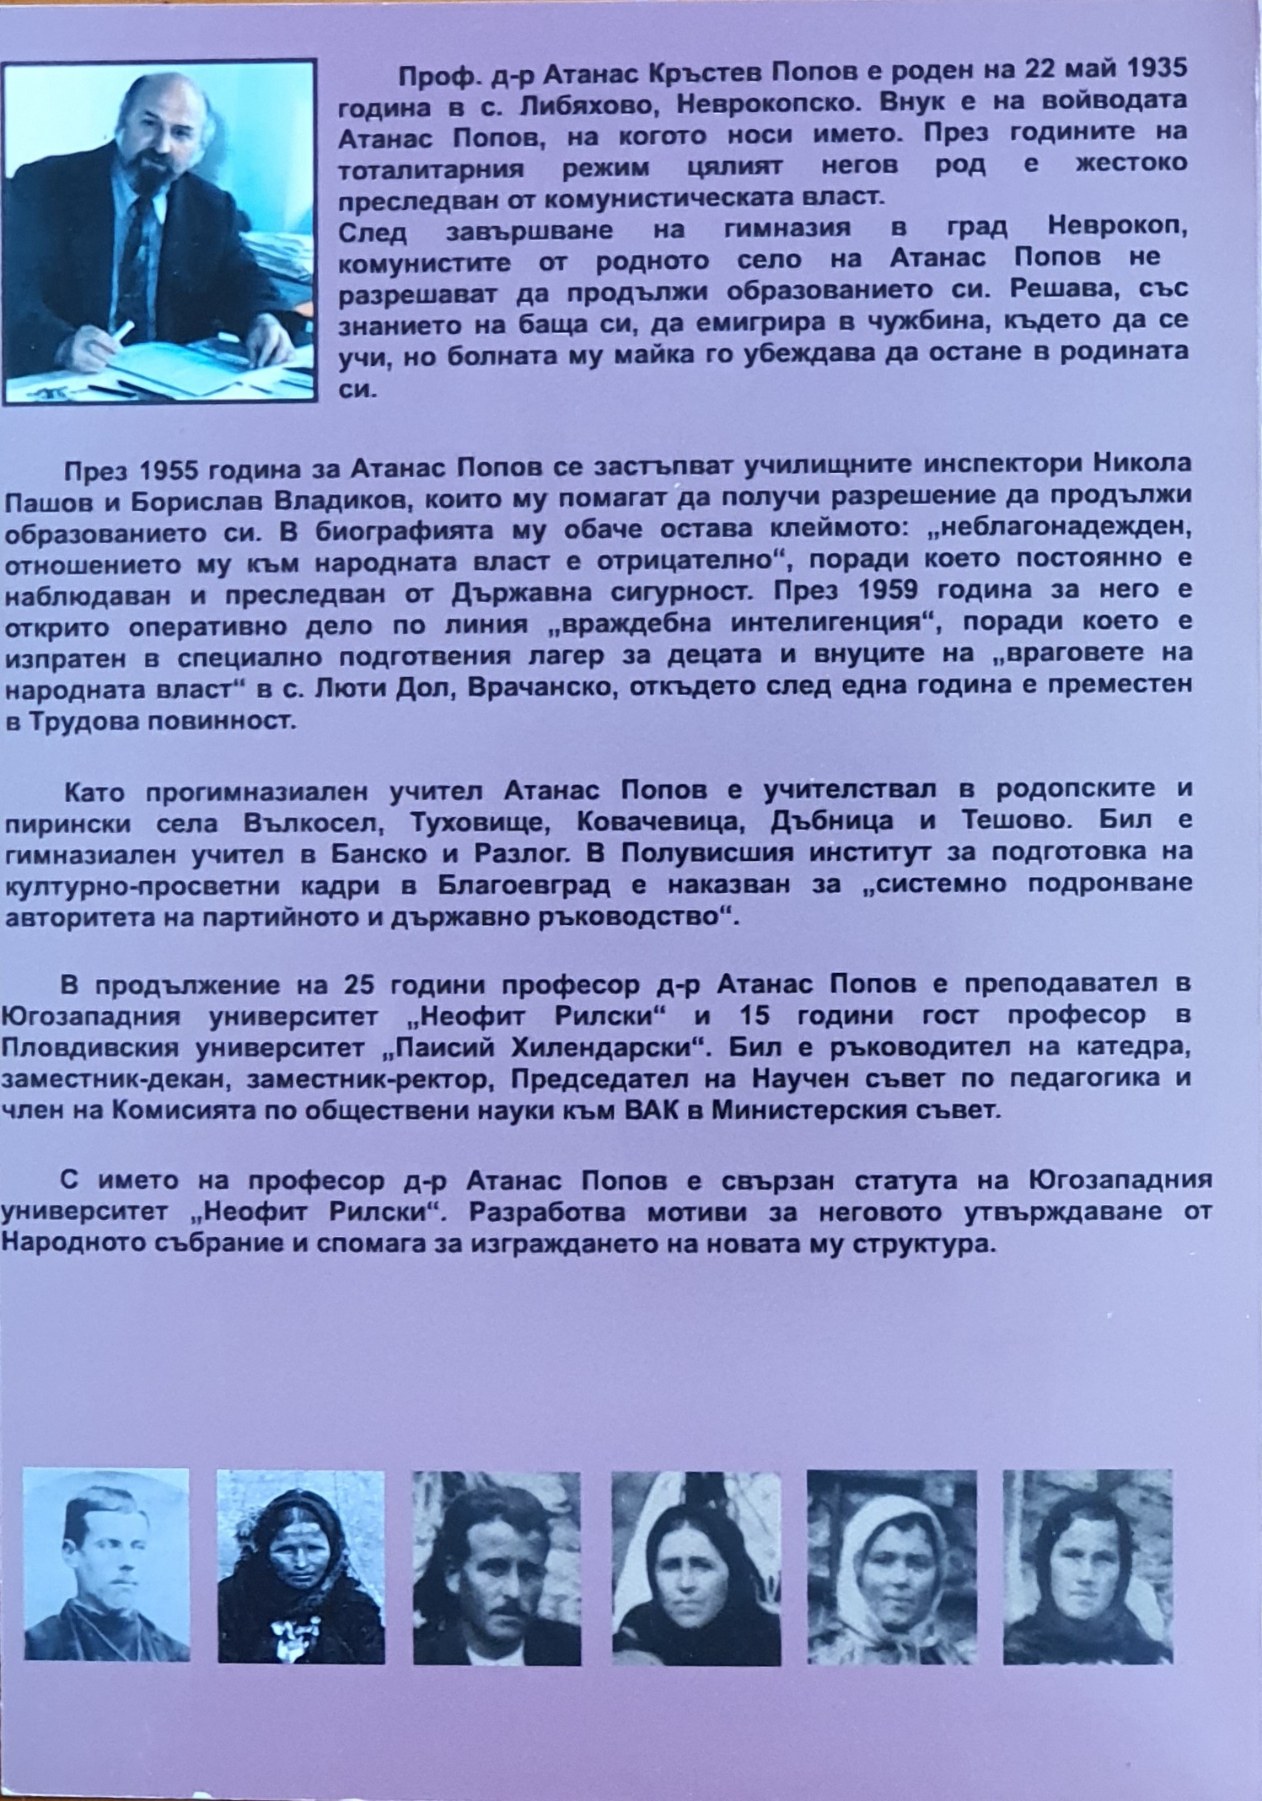 Проф. д-р Атанас Кръстев Попов е роден на 22 май 1935
година в с. Либяхово, Неврокопско. Внук е на войводата
Атанас Попов, на когото носи името. През годините на
тоталитарния режим цялият негов род е жестоко
преследван от комунистическата власт.
След завършване на гимназия в град Неврокоп,
комунистите от родното село на Атанас Попов не
разрешават да продължи образованието си. Решава, със
знанието на баща си, да емигрира в чужбина, където да се
учи, но болната му майка го убеждава да остане в родината
си.
През 1955 година за Атанас Попов се застъпват училищните инспектори Никола
Пашов и Борислав Владиков, които му помагат да получи разрешение да продължи
образованието си. В биографията му обаче остава клеймото: „неблагонадежден,
отношението му към народната власт е отрицателно“, поради което постоянно е
наблюдаван и преследван от Държавна сигурност. През 1959 година за него е
открито оперативно дело по линия „враждебна интелигенция“, поради което е
изпратен в специално подготвения лагер за децата и внуците на „враговете на
народната власт“ в с. Люти Дол, Врачанско, откъдето след една година е преместен
в Трудова повинност.
Като прогимназиален учител Атанас Попов е учителствал в родопските и
пирински села Вълкосел, Туховище, Ковачевица, Дъбница и Тешово. Бил е
гимназиален учител в Банско и Разлог. В Полувисшия институт за подготовка на
културно-просветни кадри в Благоевград е наказван за „системно подронване
авторитета на партийното и държавно ръководство“.
В продължение на 25 години професор д-р Атанас Попов е преподавател в
Югозападния университет „Неофит Рилски“ и 15 години гост професор в
Пловдивския университет „Паисий Хилендарски“. Бил е ръководител на катедра,
заместник-декан, заместник-ректор, Председател на Научен съвет по педагогика и
член на Комисията по обществени науки към ВАК в Министерския съвет.
С името на професор д-р Атанас Попов е свързан статута на Югозападния
университет „Неофит Рилски“. Разработва мотиви за неговото утвърждаване от
Народното събрание и спомага за изграждането на новата му структура.